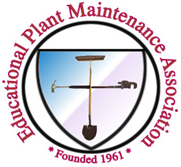 Educational Plant Maintenance Association
* Founded 1961 *